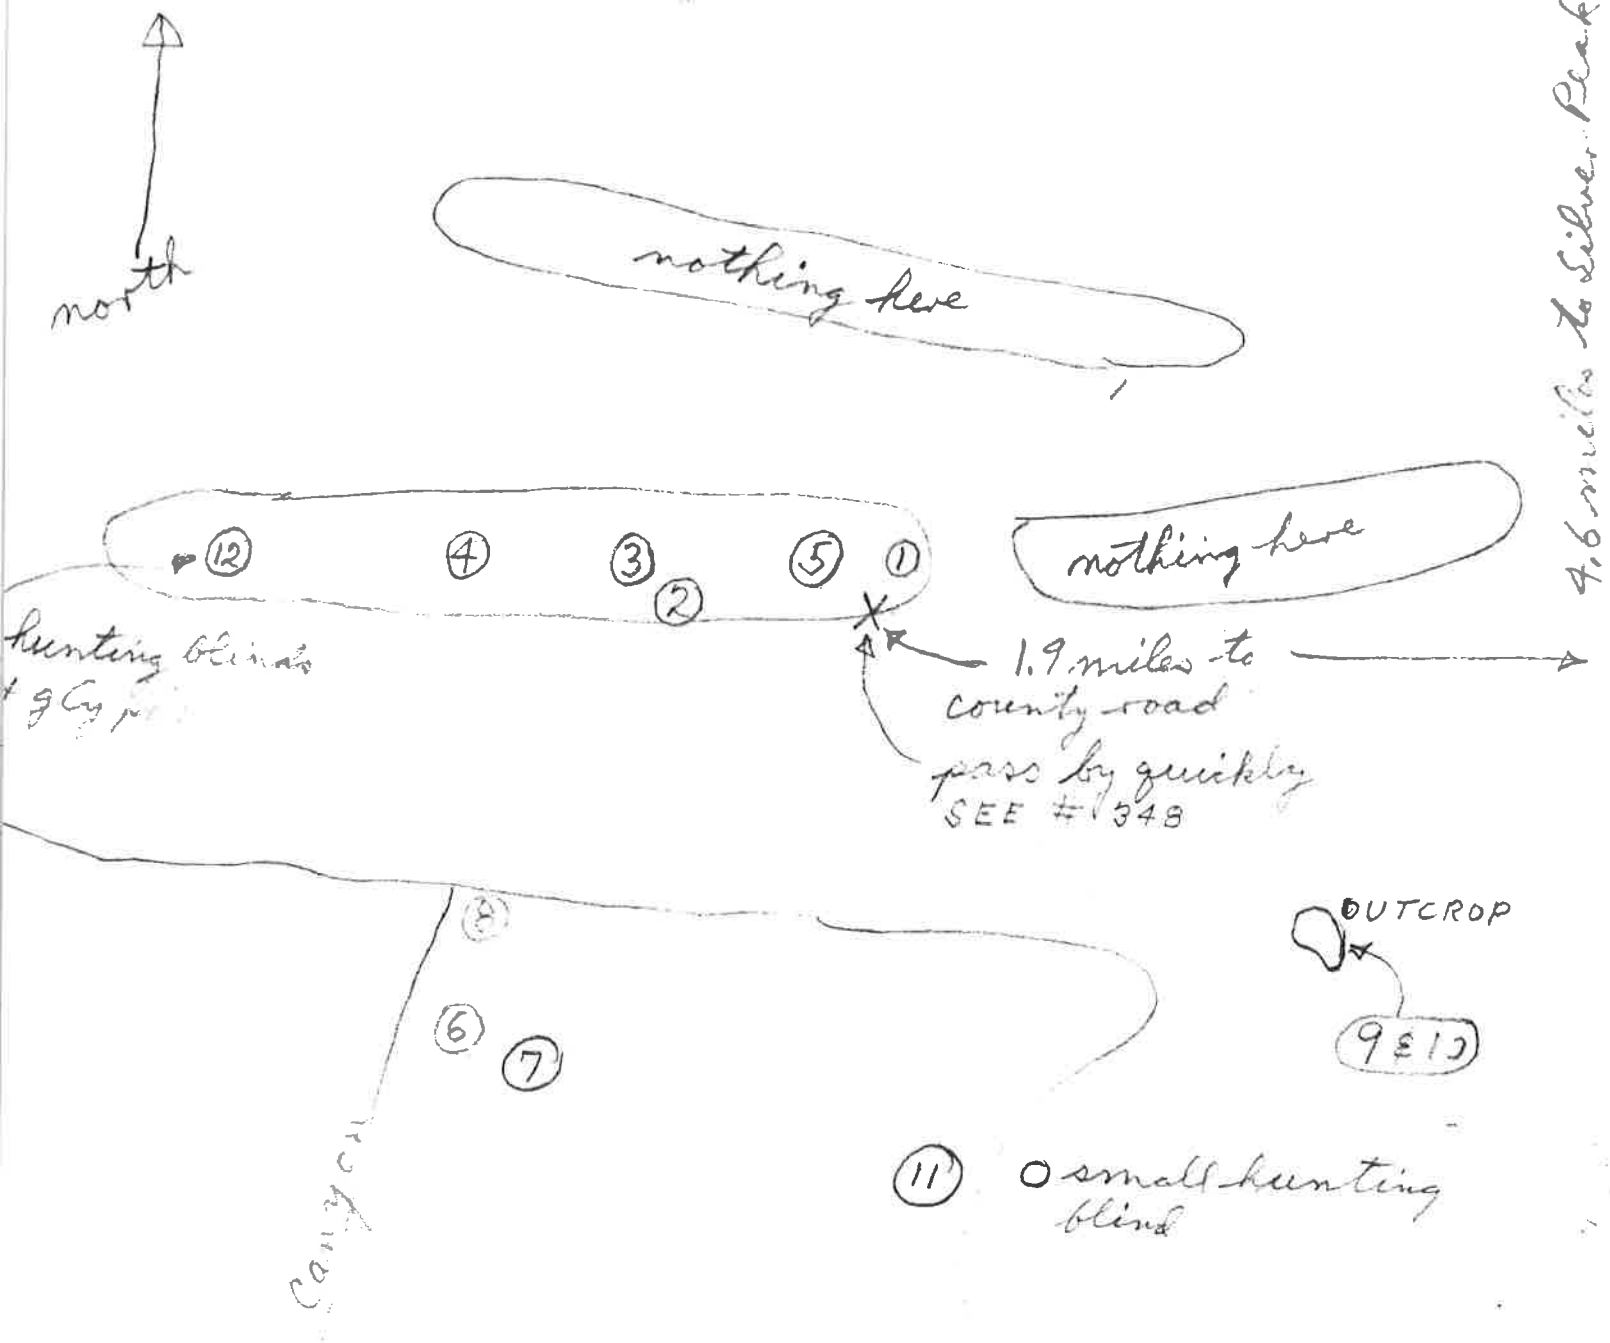 4.6 miles to Silver Peak
north
nothing here
12
4
3
5
1
2
nothing here
hunting blinds
1.9 miles to
county road
pass by quickly
SEE # 348
8
OUTCROP
6
7
9 & 10
Canyon
11
small hunting
blind